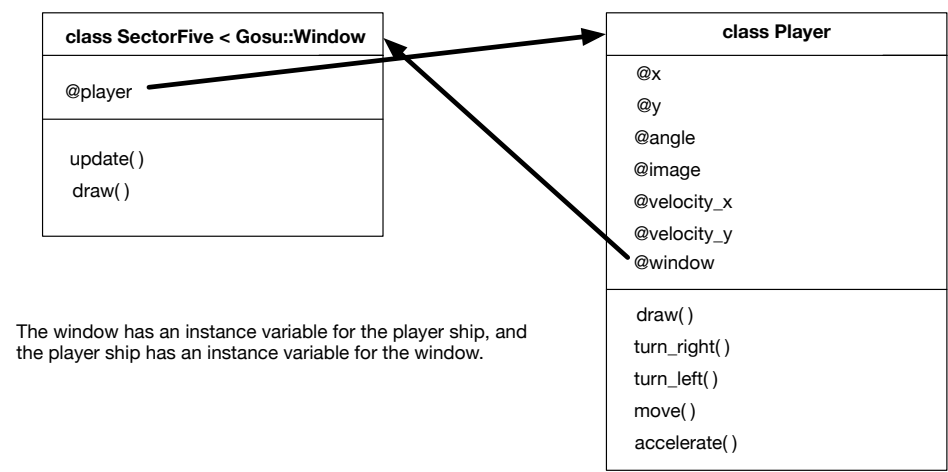 class SectorFive < Gosu::Window
@player
update( )
draw( )
The window has an instance variable for the player ship, and
the player ship has an instance variable for the window.
class Player
@x
@y
@angle
@image
@velocity_x
@velocity_y
@window
draw( )
turn_right( )
turn_left( )
move( )
accelerate( )